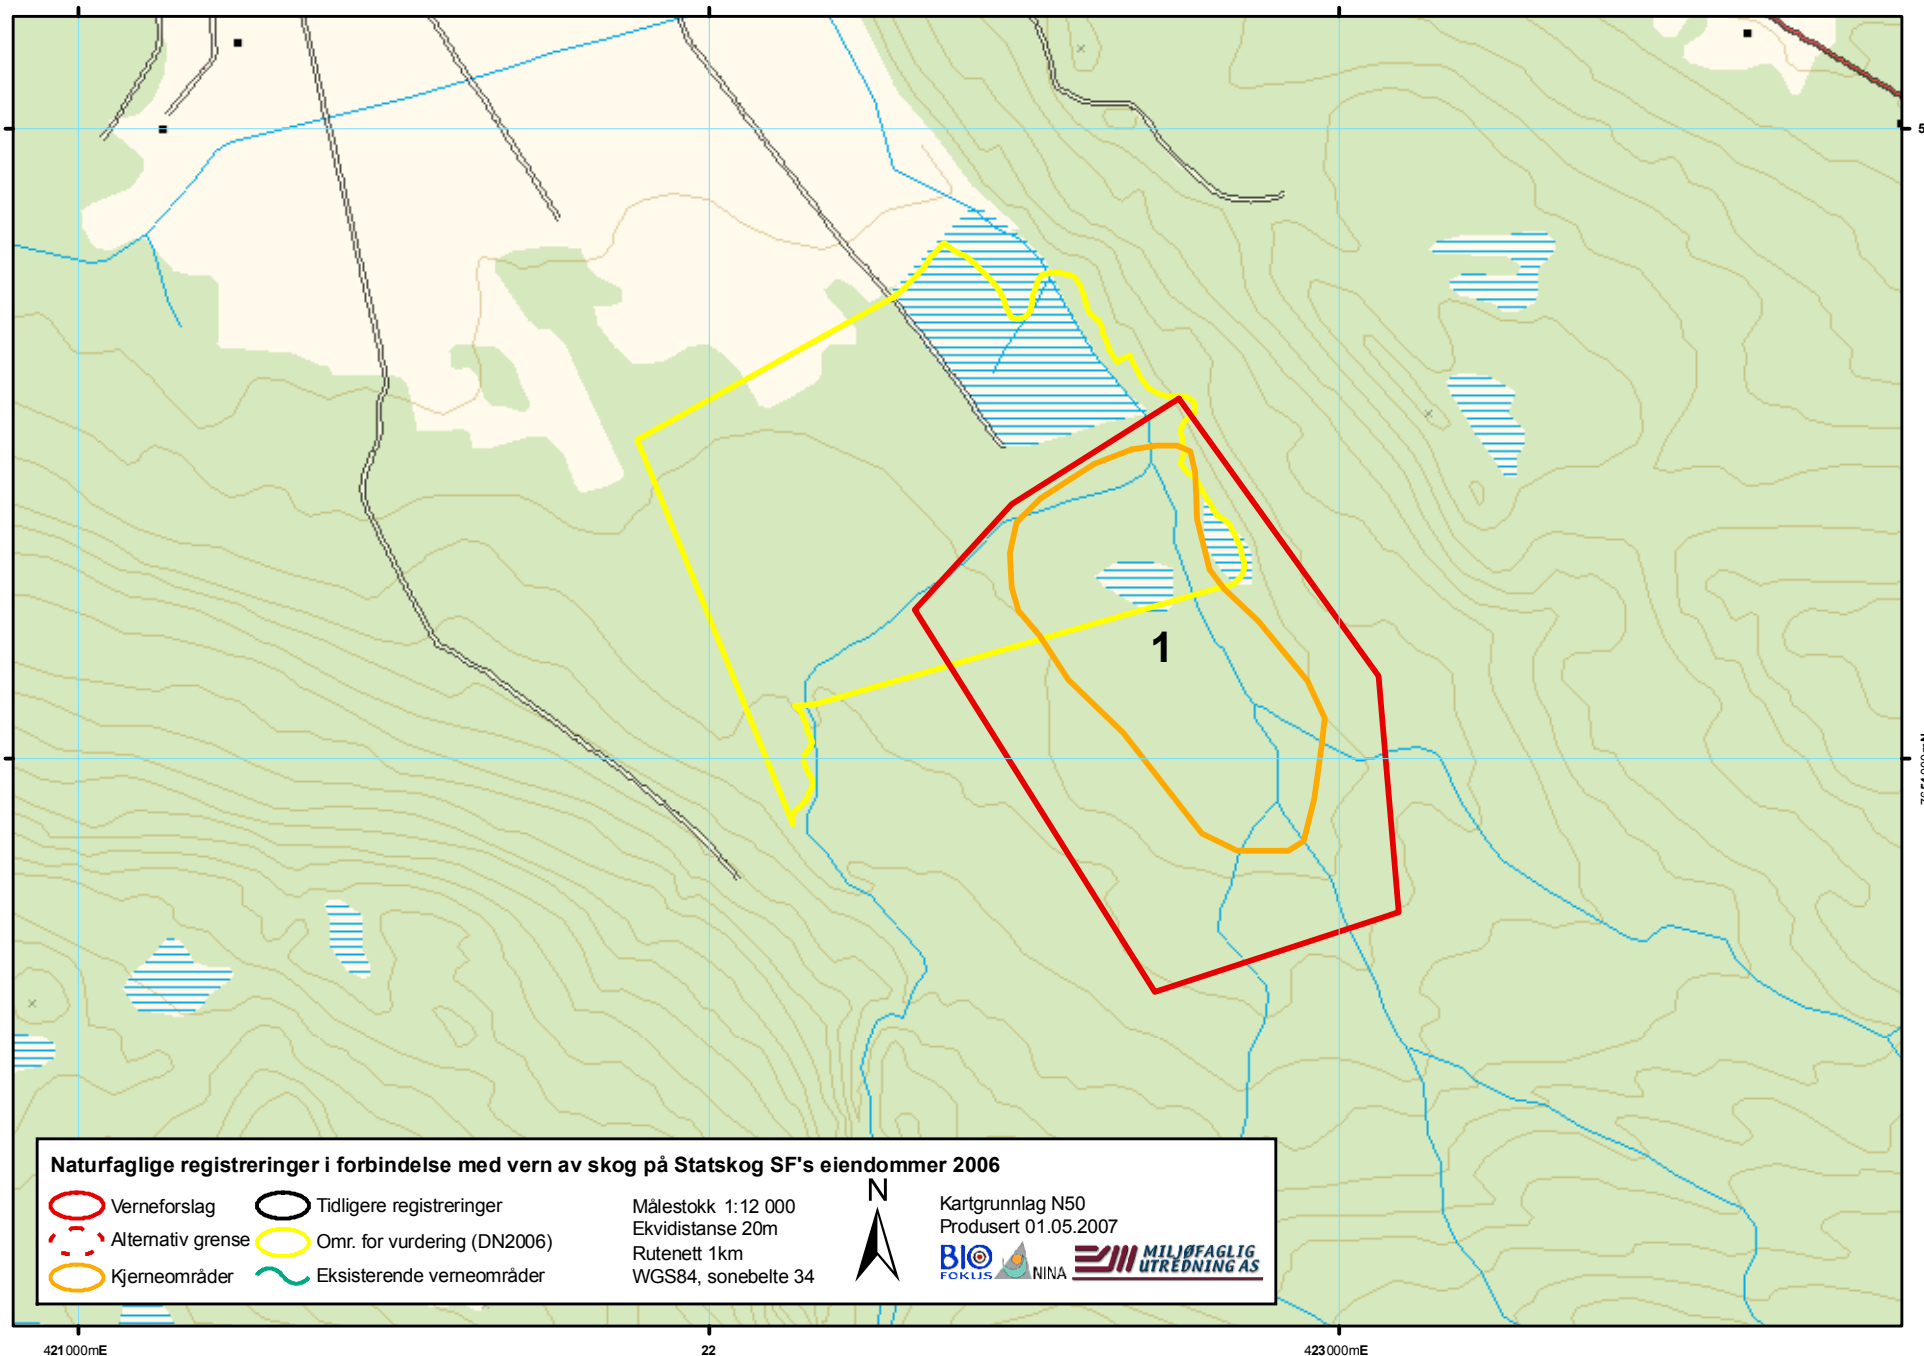 5
1
Naturfaglige registreringer i forbindelse med vern av skog på Statskog SF's eiendommer 2006
Verneforslag
Alternativ grense
Kjerneområder
Tidligere registreringer
Omr. for vurdering (DN2006)
Eksisterende verneområder
Målestokk 1:12 000
Ekvidistanse 20m
Rutenett 1km
WGS84, sonebelte 34
N
Kartgrunnlag N50
Produsert 01.05.2007
BIO
FOKUS
NINA
MILJØFAGLIG
UTREDNING AS
421000mE
22
423000mE